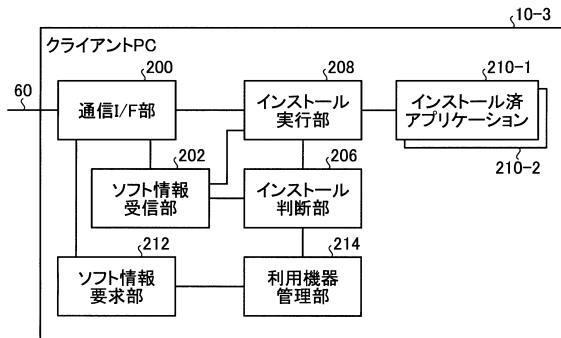 10-3
クライアントPC
60
200
通信I/F部
208
インストール
実行部
210-1
インストール済
アプリケーション
210-2
202
ソフト情報
受信部
206
インストール
判断部
212
ソフト情報
要求部
214
利用機器
管理部